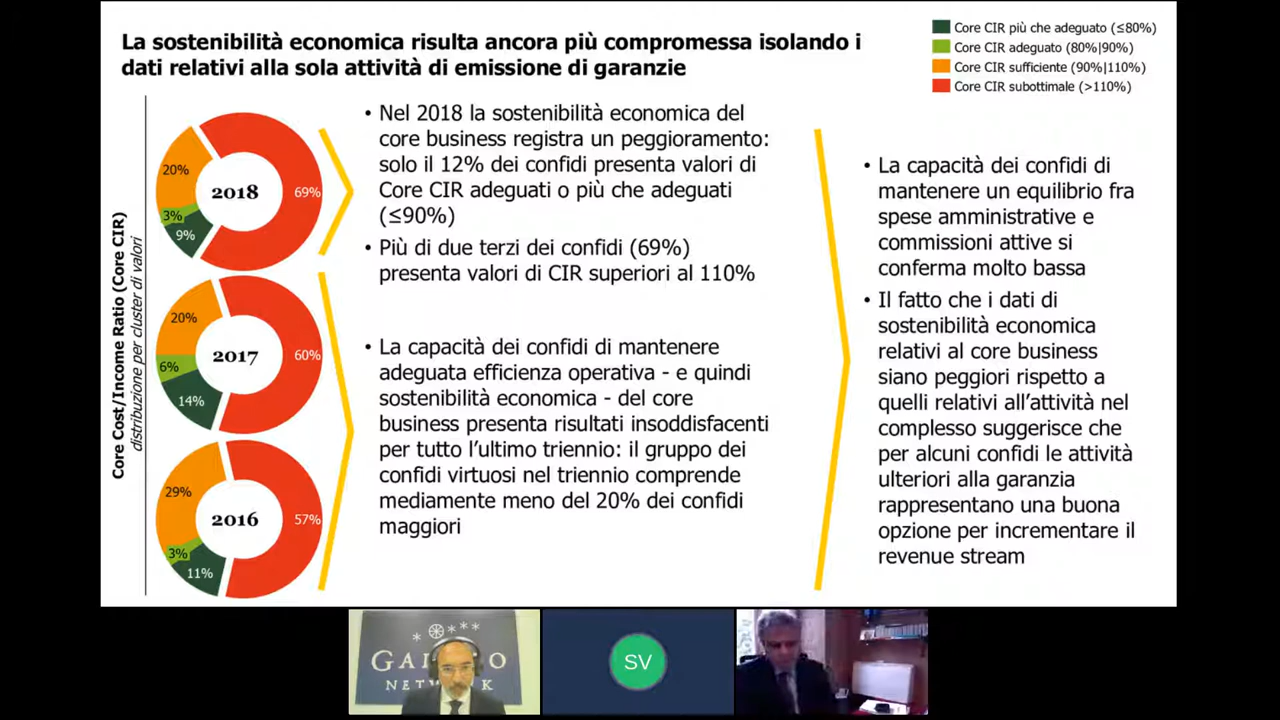 La sostenibilità economica risulta ancora più compromessa isolando i
dati relativi alla sola attività di emissione di garanzie
Core CIR più che adeguato (≤80%)
Core CIR adeguato (80%|90%)
Core CIR sufficiente (90%|110%)
Core CIR subottimale (>110%)
Core Cost/Income Ratio (Core CIR)
distribuzione per cluster di valori
20%
3%
9%
2018
69%
20%
6%
14%
2017
60%
29%
3%
11%
2016
57%
• Nel 2018 la sostenibilità economica del
core business registra un peggioramento:
solo il 12% dei confidi presenta valori di
Core CIR adeguati o più che adeguati
(≤90%)
• Più di due terzi dei confidi (69%)
presenta valori di CIR superiori al 110%
• La capacità dei confidi di mantenere
adeguata efficienza operativa - e quindi
sostenibilità economica - del core
business presenta risultati insoddisfacenti
per tutto l'ultimo triennio: il gruppo dei
confidi virtuosi nel triennio comprende
mediamente meno del 20% dei confidi
maggiori
• La capacità dei confidi di
mantenere un equilibrio fra
spese amministrative e
commissioni attive si
conferma molto bassa
• Il fatto che i dati di
sostenibilità economica
relativi al core business
siano peggiori rispetto a
quelli relativi all'attività nel
complesso suggerisce che
per alcuni confidi le attività
ulteriori alla garanzia
rappresentano una buona
opzione per incrementare il
revenue stream
SV